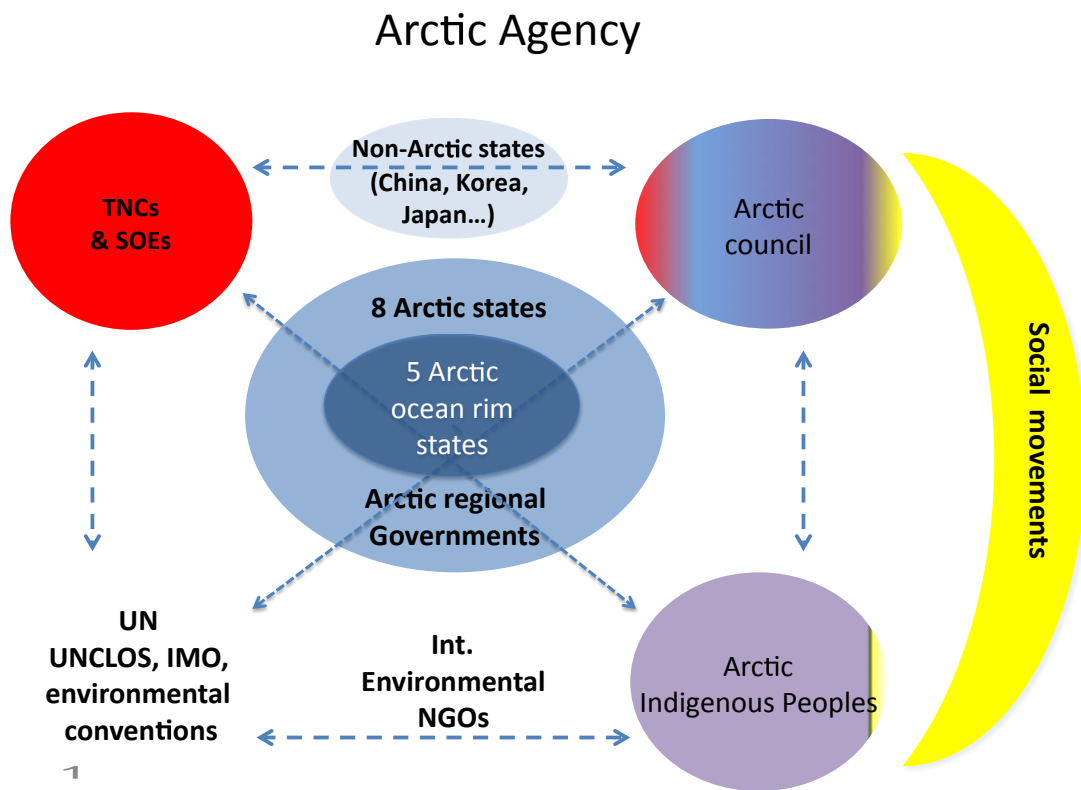 Arctic Agency
Non-Arctic states
(China, Korea,
Japan...)
TNCs
& SOEs
Arctic
council
8 Arctic states
5 Arctic
ocean rim
states
Arctic regional
Governments
Social movements
UN
UNCLOS, IMO,
environmental
conventions
Int.
Environmental
NGOs
Arctic
Indigenous Peoples
1